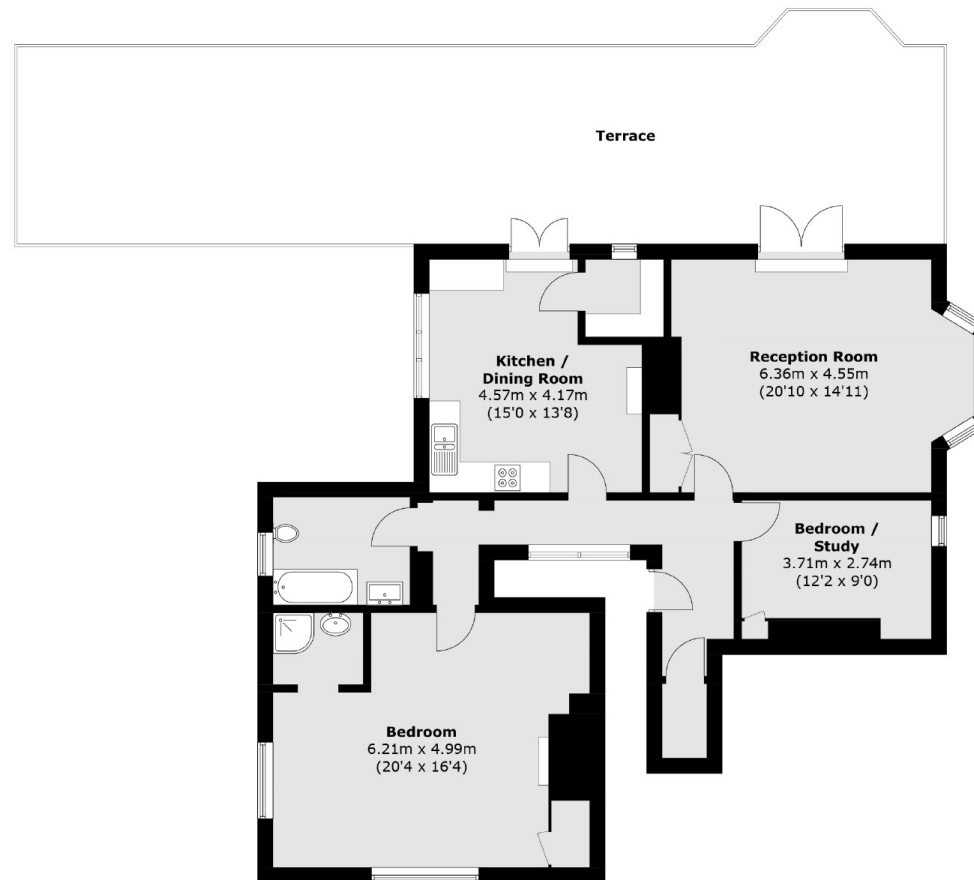 Terrace
Kitchen /
Dining Room
4.57m x 4.17m
(15'0 x 13'8)
Reception Room
6.36m x 4.55m
(20'10 x 14'11)
Bedroom /
Study
3.71m x 2.74m
(12'2 x 9'0)
Bedroom
6.21m x 4.99m
(20'4 x 16'4)